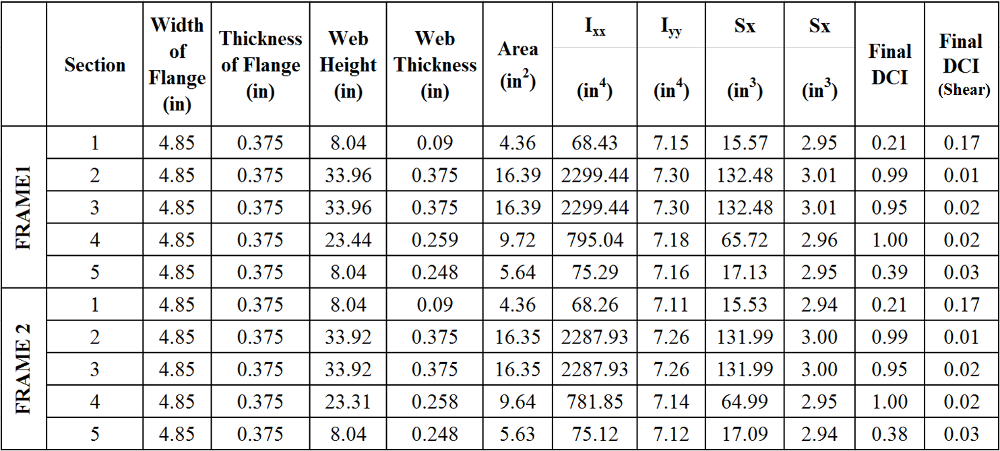 Section Width of Flange (in) Thickness of Flange (in) Web Height (in) Web Thickness (in) Area (in²) Ixx (in⁴) Iyy (in⁴) Sx (in³) Sx (in³) Final DCI Final DCI (Shear)
FRAME1
1 4.85 0.375 8.04 0.09 4.36 68.43 7.15 15.57 2.95 0.21 0.17
2 4.85 0.375 33.96 0.375 16.39 2299.44 7.30 132.48 3.01 0.99 0.01
3 4.85 0.375 33.96 0.375 16.39 2299.44 7.30 132.48 3.01 0.95 0.02
4 4.85 0.375 23.44 0.259 9.72 795.04 7.18 65.72 2.96 1.00 0.02
5 4.85 0.375 8.04 0.248 5.64 75.29 7.16 17.13 2.95 0.39 0.03
FRAME 2
1 4.85 0.375 8.04 0.09 4.36 68.26 7.11 15.53 2.94 0.21 0.17
2 4.85 0.375 33.92 0.375 16.35 2287.93 7.26 131.99 3.00 0.99 0.01
3 4.85 0.375 33.92 0.375 16.35 2287.93 7.26 131.99 3.00 0.95 0.02
4 4.85 0.375 23.31 0.258 9.64 781.85 7.14 64.99 2.95 1.00 0.02
5 4.85 0.375 8.04 0.248 5.63 75.12 7.12 17.09 2.94 0.38 0.03